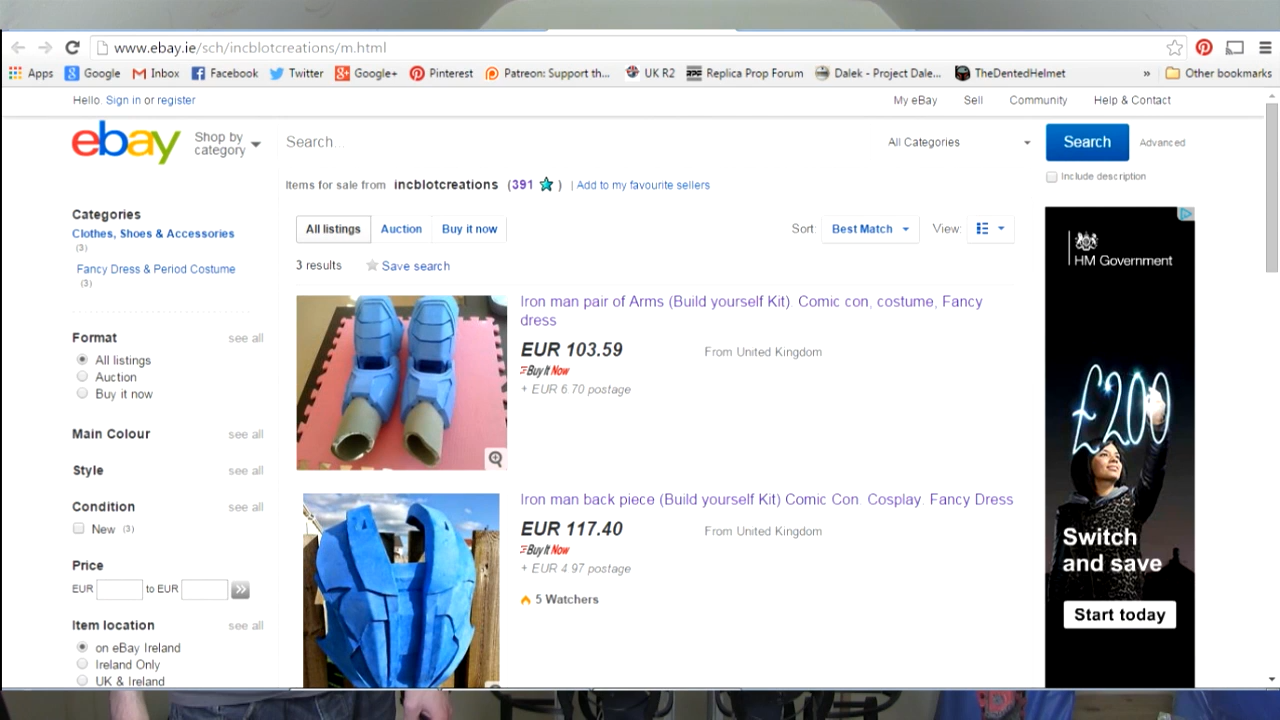 www.ebay.ie/sch/incblotcreations/m.html
Apps Google Inbox Facebook Twitter Google+ Pinterest Patreon: Support th... UK R2 Replica Prop Forum Dalek - Project Dale... TheDentedHelmet » Other bookmarks
Hello. Sign in or register My eBay Sell Community Help & Contact
ebay Shop by category Search... All Categories Search Advanced
Include description
Items for sale from incblotcreations (391 ) | Add to my favourite sellers
Categories
Clothes, Shoes & Accessories
(3)
Fancy Dress & Period Costume
(3)
Format see all
All listings
Auction
Buy it now
Main Colour see all
Style see all
Condition see all
New (3)
Price
EUR to EUR
Item location see all
on eBay Ireland
Ireland Only
UK & Ireland
All listings Auction Buy it now Sort: Best Match View:
3 results Save search
Iron man pair of Arms (Build yourself Kit). Comic con, costume, Fancy
dress
EUR 103.59 From United Kingdom
Buy It Now
+ EUR 6.70 postage
Iron man back piece (Build yourself Kit) Comic Con. Cosplay. Fancy Dress
EUR 117.40 From United Kingdom
Buy It Now
+ EUR 4.97 postage
5 Watchers
HM Government
£200
Switch
and save
Start today